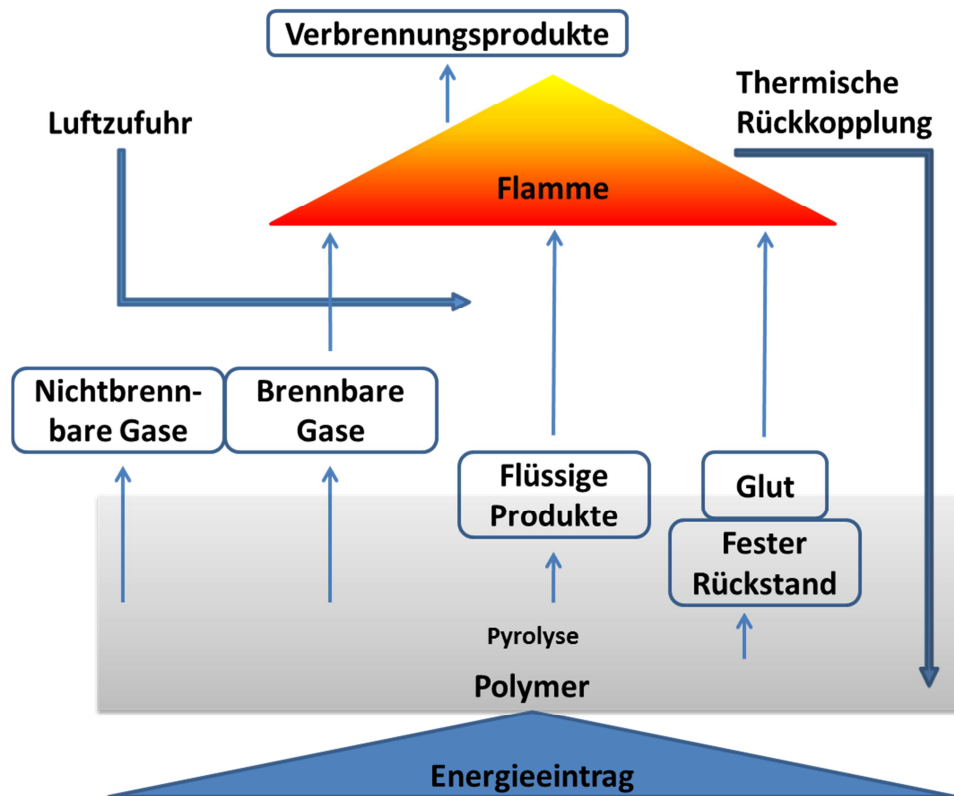 Verbrennungsprodukte
Luftzufuhr
Thermische
Rückkopplung
Flamme
Nichtbrenn-
bare Gase
Brennbare
Gase
Flüssige
Produkte
Glut
Fester
Rückstand
Pyrolyse
Polymer
Energieeintrag